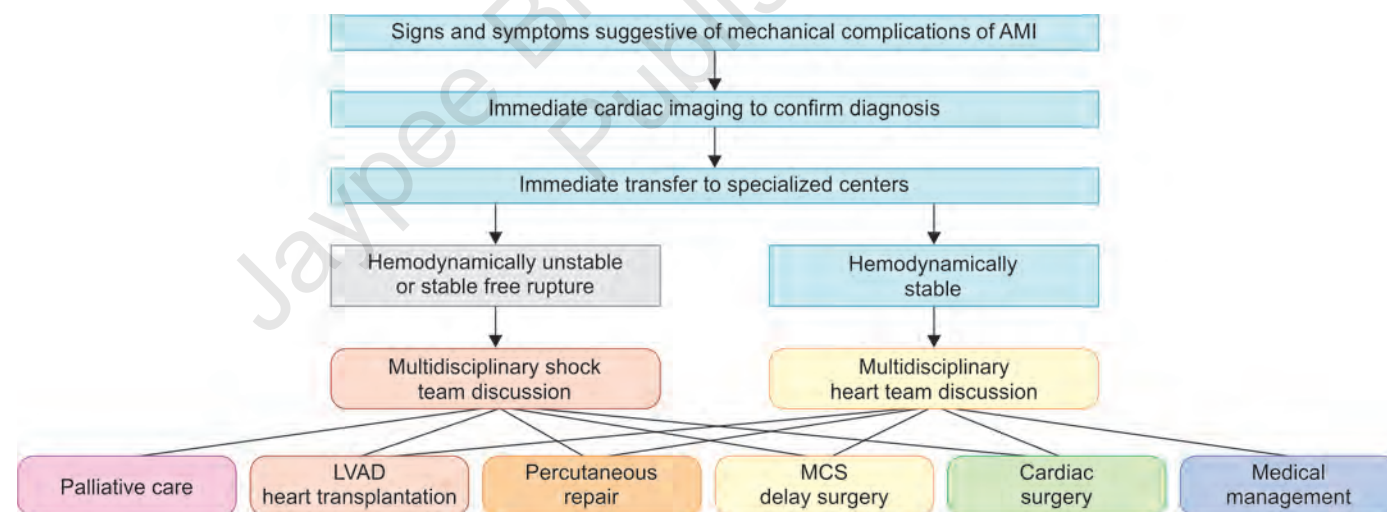 Signs and symptoms suggestive of mechanical complications of AMI
Immediate cardiac imaging to confirm diagnosis
Immediate transfer to specialized centers
Hemodynamically unstable
or stable free rupture
Hemodynamically
stable
Multidisciplinary shock
team discussion
Multidisciplinary
heart team discussion
Palliative care
LVAD
heart transplantation
Percutaneous
repair
MCS
delay surgery
Cardiac
surgery
Medical
management
Jaypee B
Publis